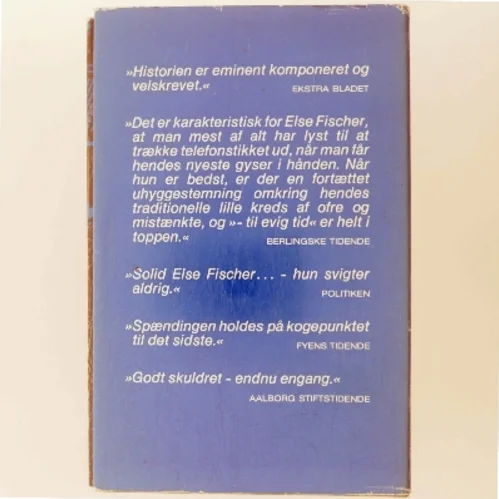 »Historien er eminent komponeret og
velskrevet.«
EKSTRA BLADET
»Det er karakteristisk for Else Fischer,
at man mest af alt har lyst til at
trække telefonstikket ud, når man får
hendes nyeste gyser i hånden. Når
hun er bedst, er der en fortættet
uhyggestemning omkring hendes
traditionelle lille kreds af ofre og
mistænkte, og »- til evig tid« er helt i
toppen.«
BERLINGSKE TIDENDE
»Solid Else Fischer... - hun svigter
aldrig.«
POLITIKEN
»Spændingen holdes på kogepunktet
til det sidste.«
FYENS TIDENDE
»Godt skuldret - endnu engang.«
AALBORG STIFTSTIDENDE